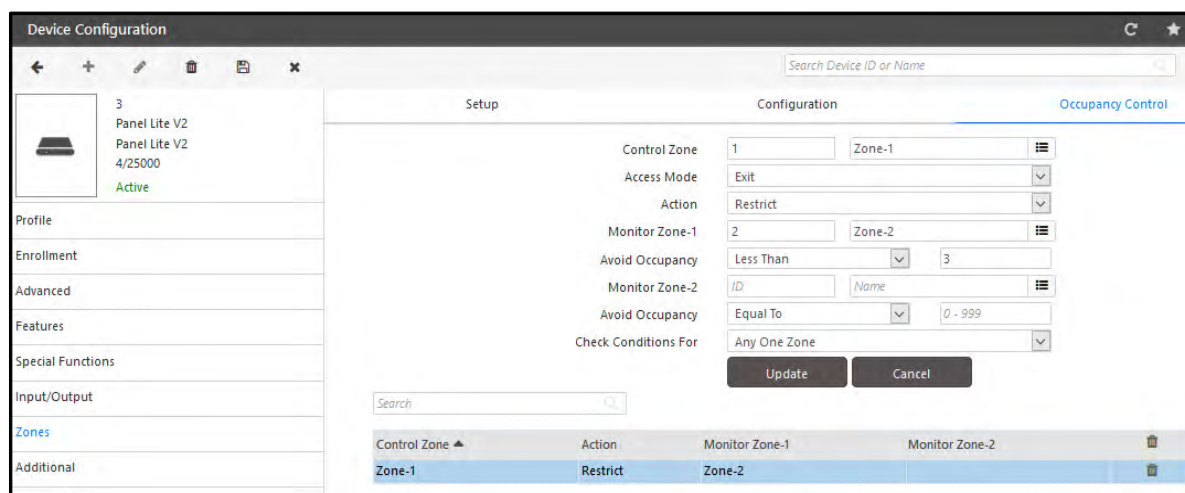 Device Configuration
Search Device ID or Name
3
Panel Lite V2
Panel Lite V2
4/25000
Active
Profile
Enrollment
Advanced
Features
Special Functions
Input/Output
Zones
Additional
Setup Configuration Occupancy Control
Control Zone 1 Zone-1
Access Mode Exit
Action Restrict
Monitor Zone-1 2 Zone-2
Avoid Occupancy Less Than 3
Monitor Zone-2 ID Name
Avoid Occupancy Equal To 0 - 999
Check Conditions For Any One Zone
Update Cancel
Search
Control Zone Action Monitor Zone-1 Monitor Zone-2
Zone-1 Restrict Zone-2